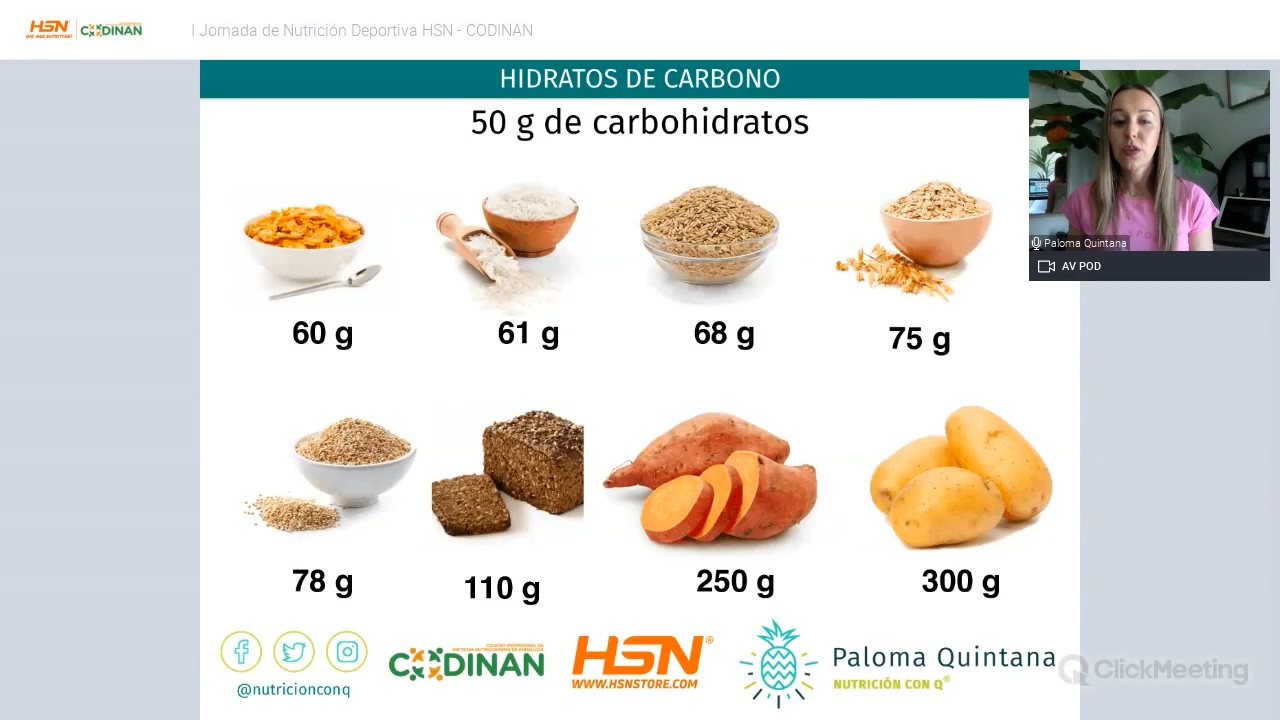 HSN
CODINAN
I Jornada de Nutrición Deportiva HSN - CODINAN
HIDRATOS DE CARBONO
50 g de carbohidratos
Paloma Quintana
AV POD
60 g
61 g
68 g
75 g
78 g
110 g
250 g
300 g
@nutricionconq
CODINAN
HSN®
WWW.HSNSTORE.COM
Paloma Quintana
NUTRICIÓN CON Q®
ClickMeeting